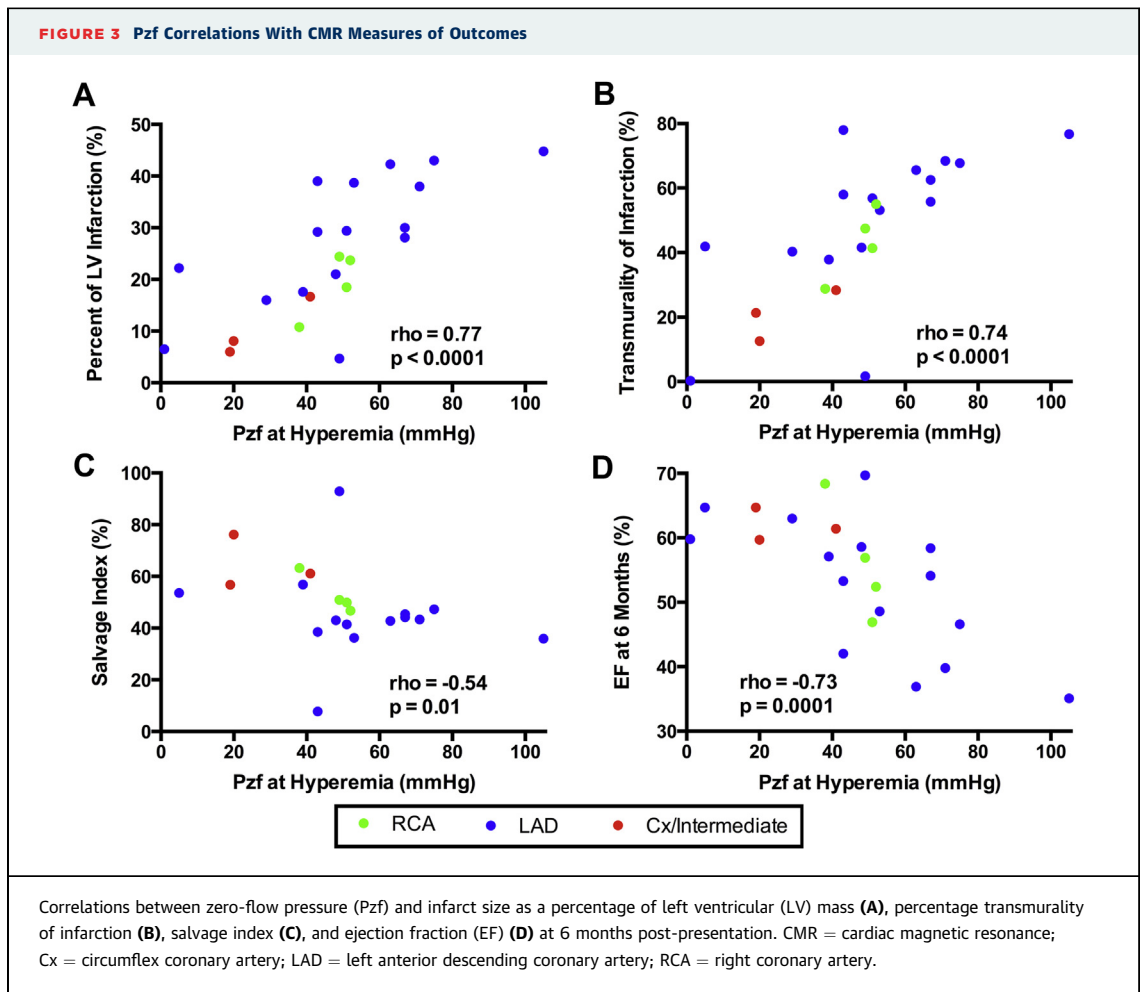 FIGURE 3 Pzf Correlations With CMR Measures of Outcomes
A
50
40
30
20
10
0
Percent of LV Infarction (%)
rho = 0.77
p < 0.0001
0 20 40 60 80 100
Pzf at Hyperemia (mmHg)
B
80
60
40
20
0
Transmurality of Infarction (%)
rho = 0.74
p < 0.0001
0 20 40 60 80 100
Pzf at Hyperemia (mmHg)
C
100
80
60
40
20
0
Salvage Index (%)
rho = -0.54
p = 0.01
0 20 40 60 80 100
Pzf at Hyperemia (mmHg)
D
70
60
50
40
30
EF at 6 Months (%)
rho = -0.73
p = 0.0001
0 20 40 60 80 100
Pzf at Hyperemia (mmHg)
RCA LAD Cx/Intermediate
Correlations between zero-flow pressure (Pzf) and infarct size as a percentage of left ventricular (LV) mass (A), percentage transmurality
of infarction (B), salvage index (C), and ejection fraction (EF) (D) at 6 months post-presentation. CMR = cardiac magnetic resonance;
Cx = circumflex coronary artery; LAD = left anterior descending coronary artery; RCA = right coronary artery.